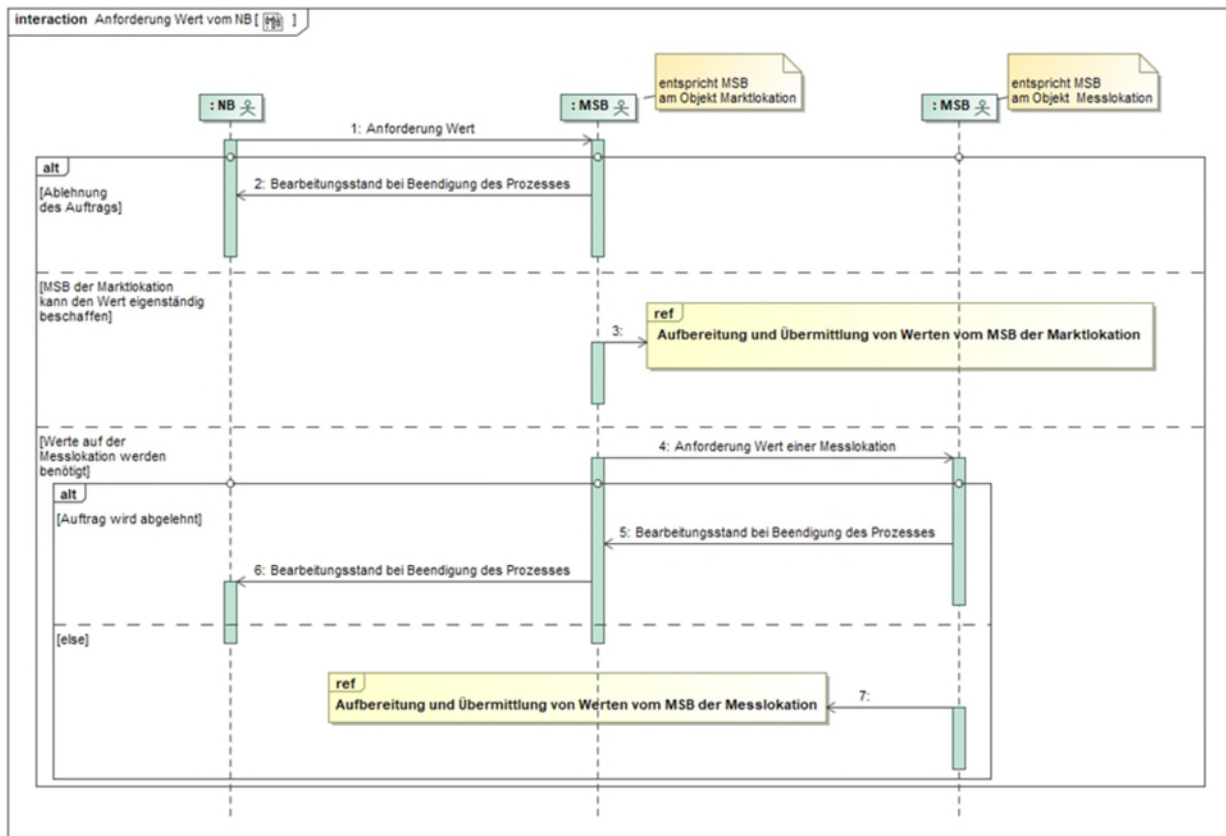 interaction Anforderung Wert vom NB [ ]
entspricht MSB
am Objekt Marktlokation
entspricht MSB
am Objekt Messlokation
: NB
: MSB
: MSB
1: Anforderung Wert
alt
[Ablehnung
des Auftrags]
2: Bearbeitungsstand bei Beendigung des Prozesses
[MSB der Marktlokation
kann den Wert eigenständig
beschaffen]
3:
ref
Aufbereitung und Übermittlung von Werten vom MSB der Marktlokation
[Werte auf der
Messlokation werden
benötigt]
4: Anforderung Wert einer Messlokation
alt
[Auftrag wird abgelehnt]
5: Bearbeitungsstand bei Beendigung des Prozesses
6: Bearbeitungsstand bei Beendigung des Prozesses
[else]
ref
Aufbereitung und Übermittlung von Werten vom MSB der Messlokation
7: